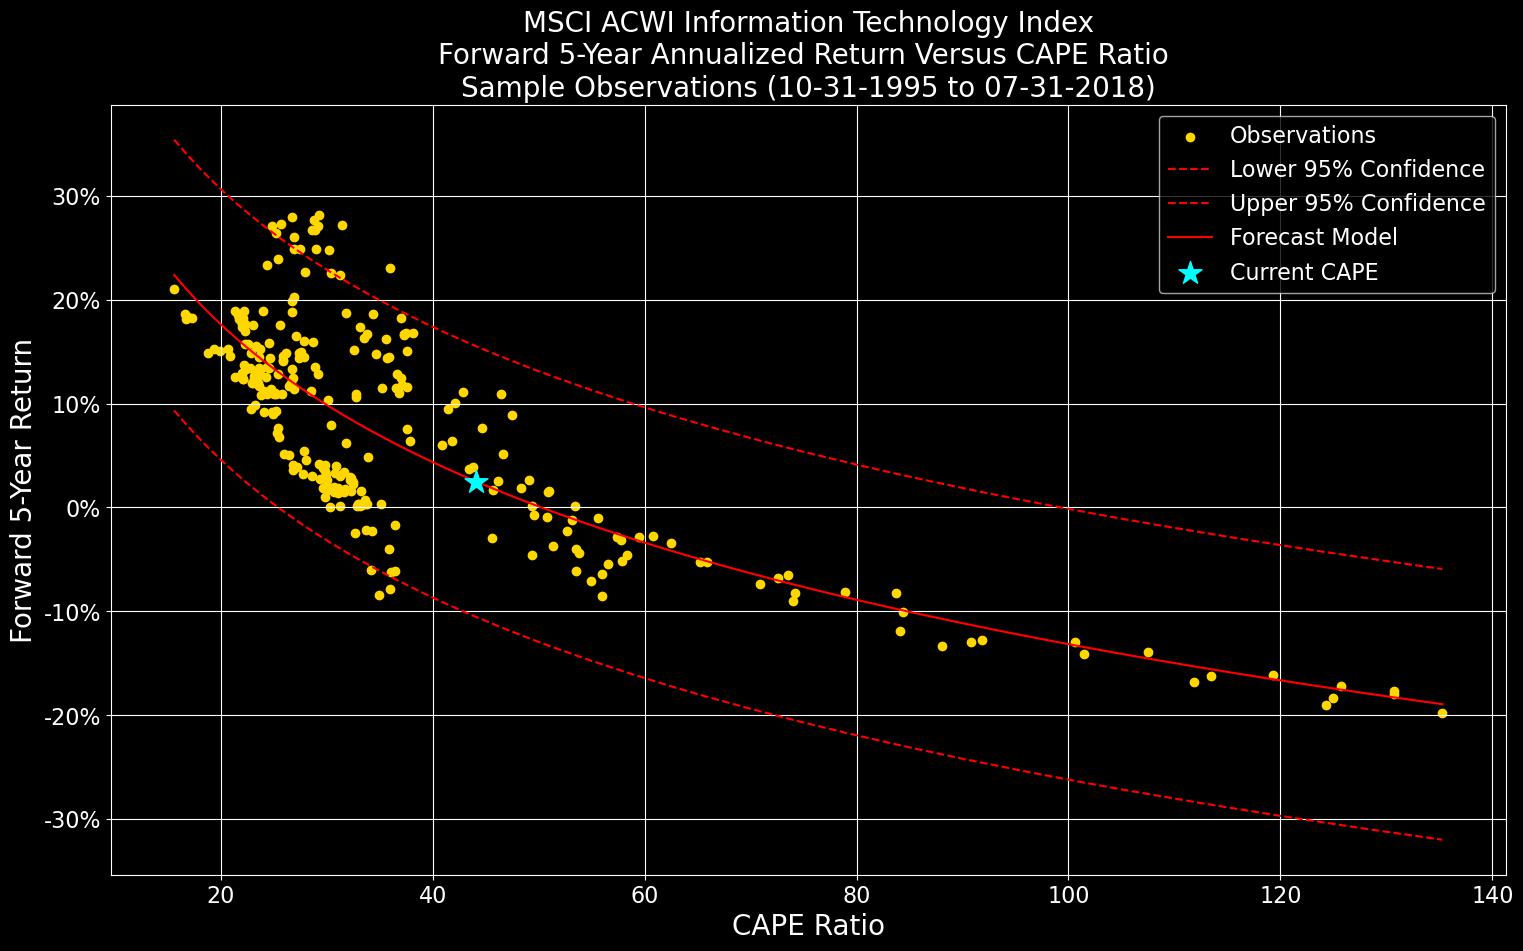 MSCI ACWI Information Technology Index
Forward 5-Year Annualized Return Versus CAPE Ratio
Sample Observations (10-31-1995 to 07-31-2018)
Observations
Lower 95% Confidence
Upper 95% Confidence
Forecast Model
Current CAPE
Forward 5-Year Return
30%
20%
10%
0%
-10%
-20%
-30%
20 40 60 80 100 120 140
CAPE Ratio